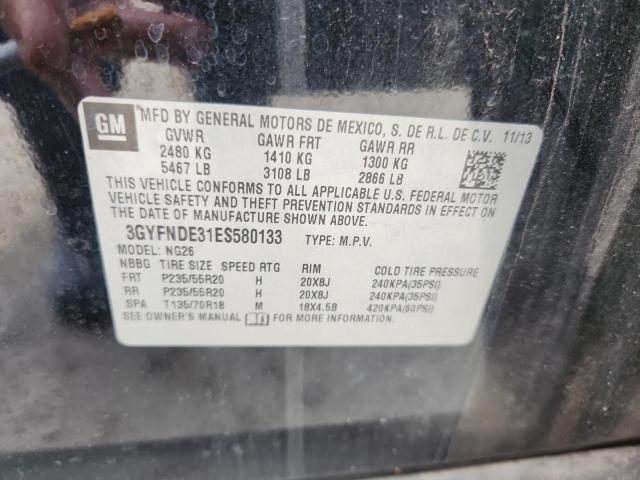 GM
MFD BY GENERAL MOTORS DE MEXICO, S. DE R.L. DE C.V. 11/13
GVWR GAWR FRT GAWR RR
2480 KG 1410 KG 1300 KG
5467 LB 3108 LB 2866 LB
THIS VEHICLE CONFORMS TO ALL APPLICABLE U.S. FEDERAL MOTOR
VEHICLE SAFETY AND THEFT PREVENTION STANDARDS IN EFFECT ON
THE DATE OF MANUFACTURE SHOWN ABOVE.
3GYFNDE31ES580133 TYPE: M.P.V.
MODEL: NG26
NBBG TIRE SIZE SPEED RTG RIM COLD TIRE PRESSURE
FRT P235/55R20 H 20X8J 240KPA(35PSI)
RR P235/55R20 H 20X8J 240KPA(35PSI)
SPA T135/70R18 M 18X4.5B 420KPA(60PSI)
SEE OWNER'S MANUAL FOR MORE INFORMATION.